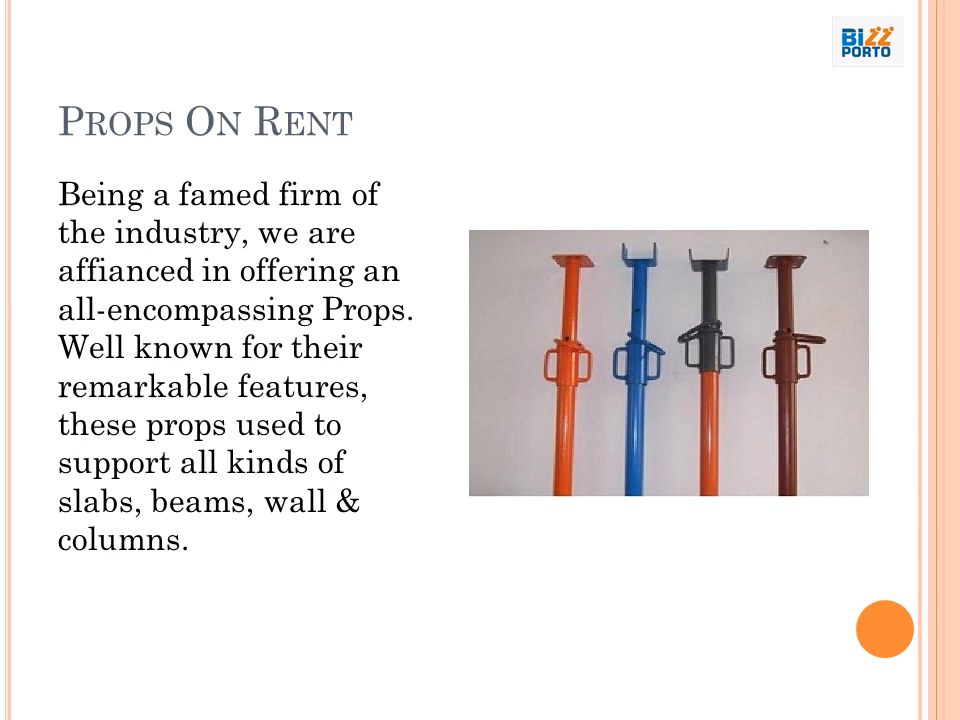 BiZZ
PORTO
PROPS ON RENT
Being a famed firm of
the industry, we are
affianced in offering an
all-encompassing Props.
Well known for their
remarkable features,
these props used to
support all kinds of
slabs, beams, wall &
columns.